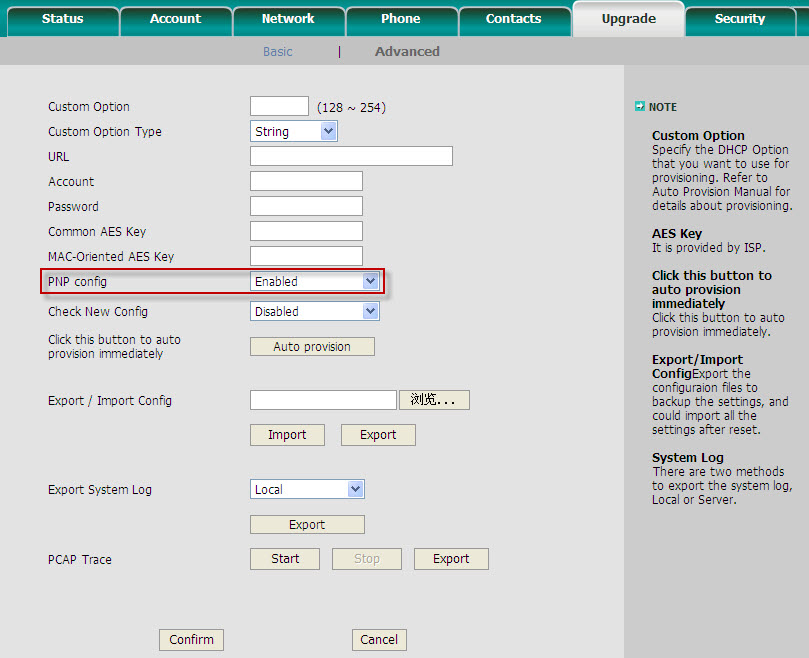 Status Account Network Phone Contacts Upgrade Security
Basic | Advanced
Custom Option (128 ~ 254)
Custom Option Type String
URL
Account
Password
Common AES Key
MAC-Oriented AES Key
PNP config Enabled
Check New Config Disabled
Click this button to auto
provision immediately Auto provision
Export / Import Config 浏览...
Import Export
Export System Log Local
Export
PCAP Trace Start Stop Export
Confirm Cancel
NOTE
Custom Option
Specify the DHCP Option
that you want to use for
provisioning. Refer to
Auto Provision Manual for
details about provisioning.
AES Key
It is provided by ISP.
Click this button to
auto provision
immediately
Click this button to auto
provision immediately.
Export/Import
ConfigExport the
configuraion files to
backup the settings, and
could import all the
settings after reset.
System Log
There are two methods
to export the system log,
Local or Server.